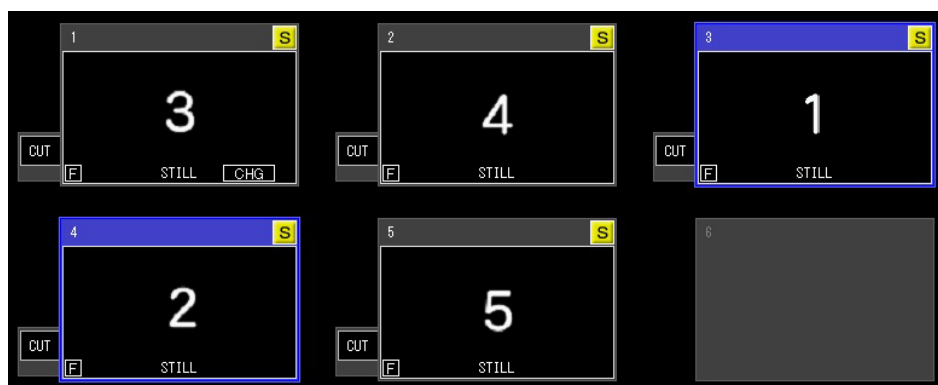 1 S 2 S 3 S
3 4 1
CUT CUT CUT
F STILL CHG F STILL F STILL
4 S 5 S 6
2 5
CUT CUT
F STILL F STILL